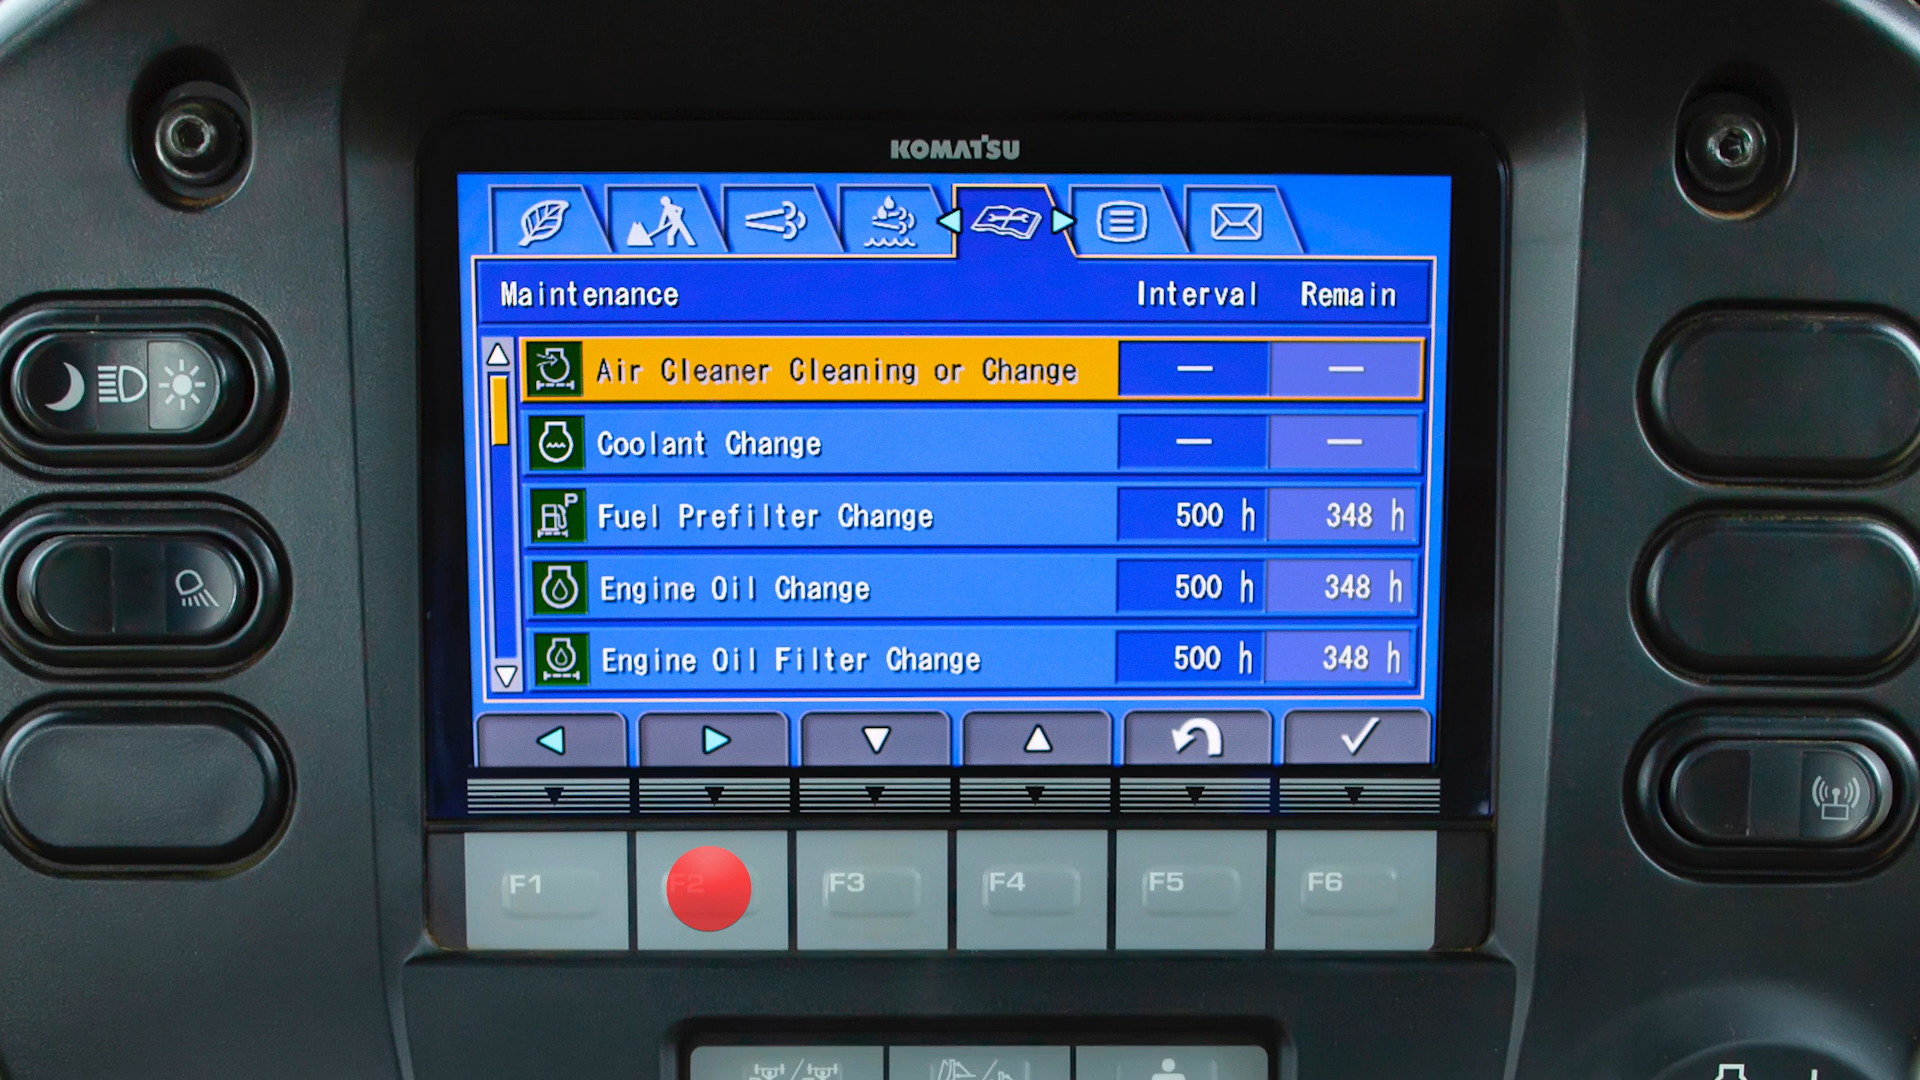 KOMATSU
Maintenance Interval Remain
Air Cleaner Cleaning or Change — —
Coolant Change — —
P
Fuel Prefilter Change 500 h 348 h
Engine Oil Change 500 h 348 h
Engine Oil Filter Change 500 h 348 h
F1 F2 F3 F4 F5 F6